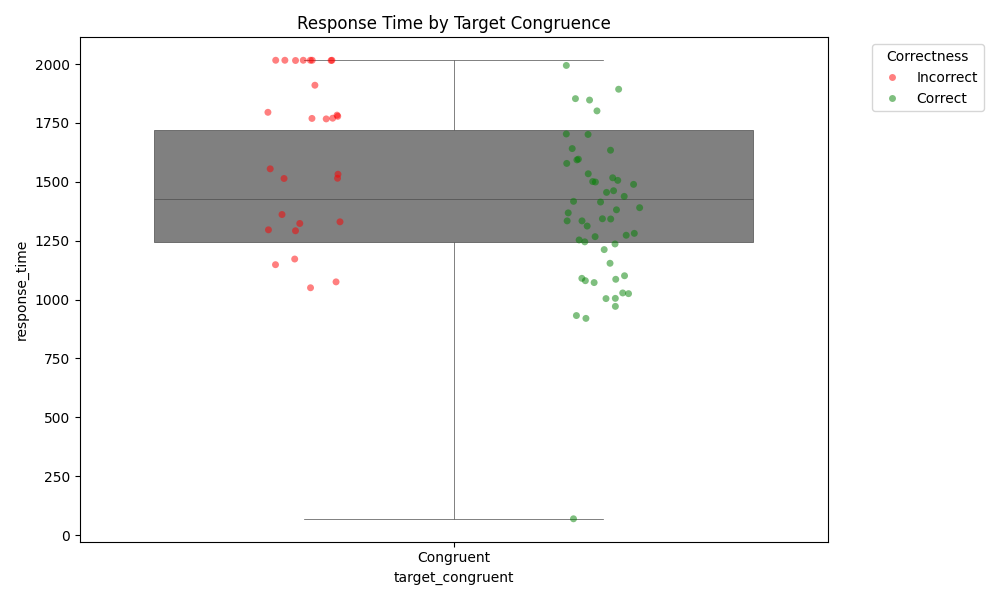 Response Time by Target Congruence
Correctness
Incorrect
Correct
2000
1750
1500
1250
1000
750
500
250
0
response_time
Congruent
target_congruent